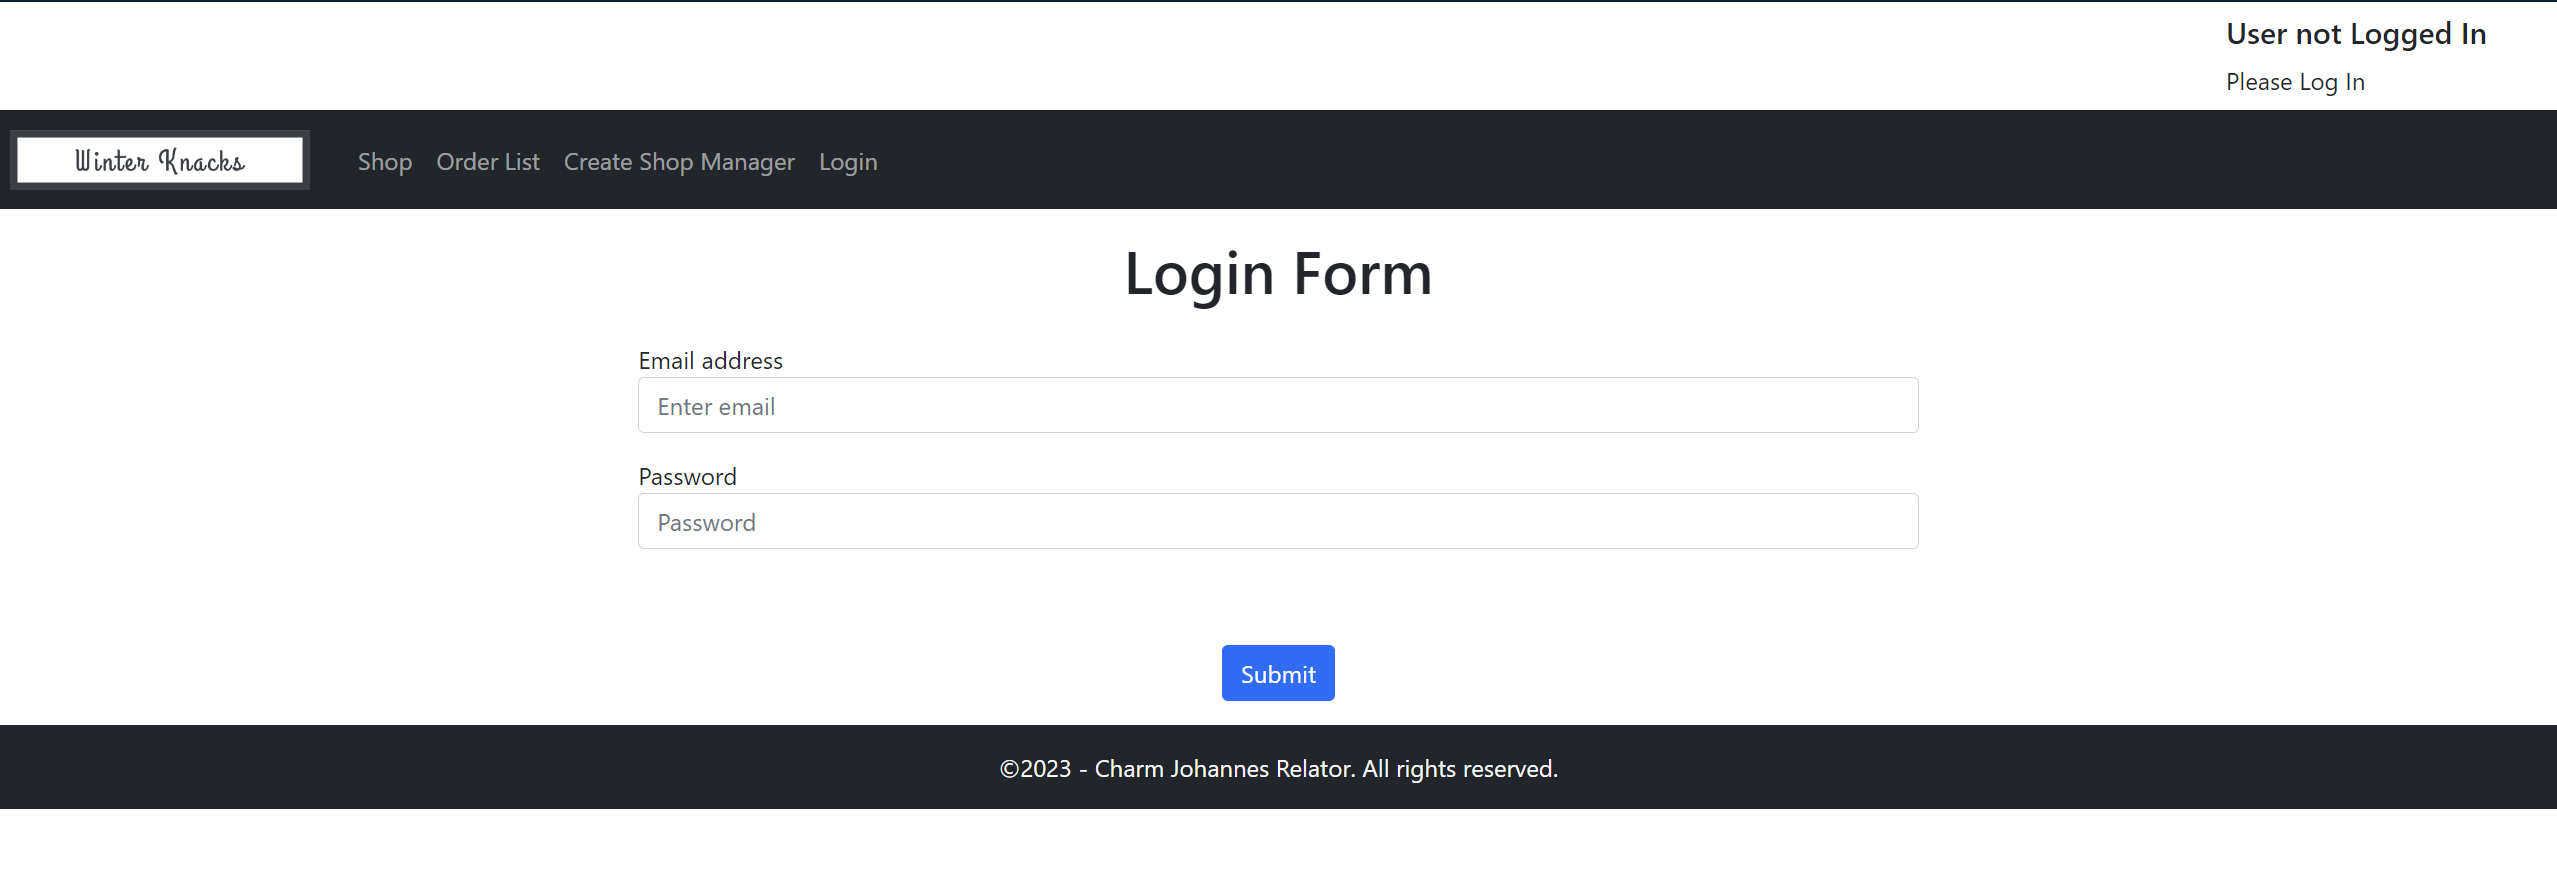 User not Logged In
Please Log In
Winter Knacks
Shop Order List Create Shop Manager Login
Login Form
Email address
Enter email
Password
Password
Submit
©2023 - Charm Johannes Relator. All rights reserved.